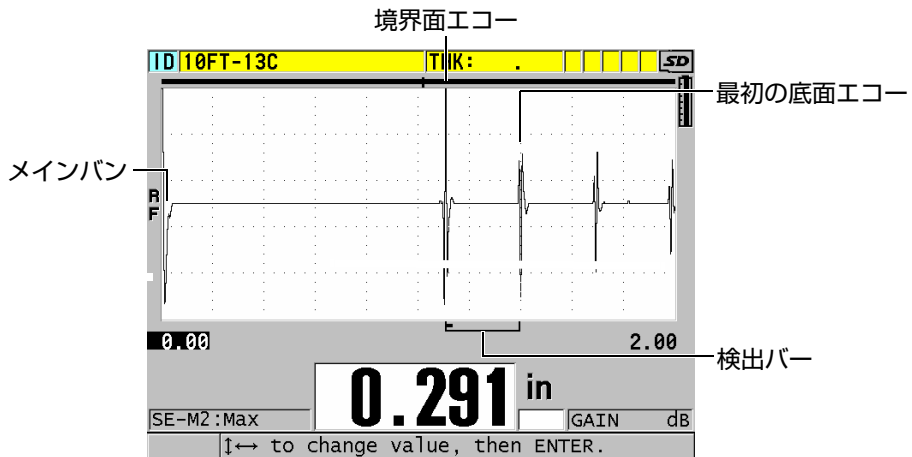 境界面エコー
ID 10FT-13C THK: . SD
最初の底面エコー
メインバン
RF
0.00 2.00
検出バー
0.291 in
SE-M2:Max GAIN dB
↕↔ to change value, then ENTER.